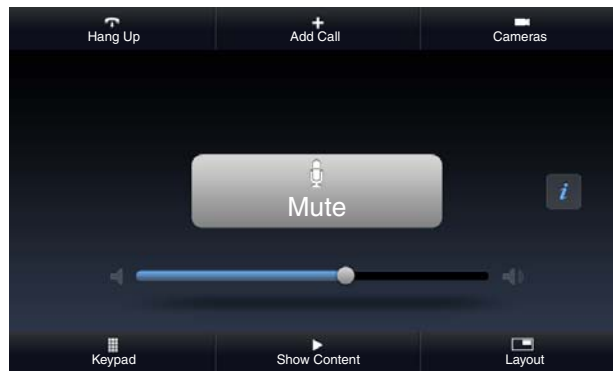 Hang Up
Add Call
Cameras
Mute
i
Keypad
Show Content
Layout